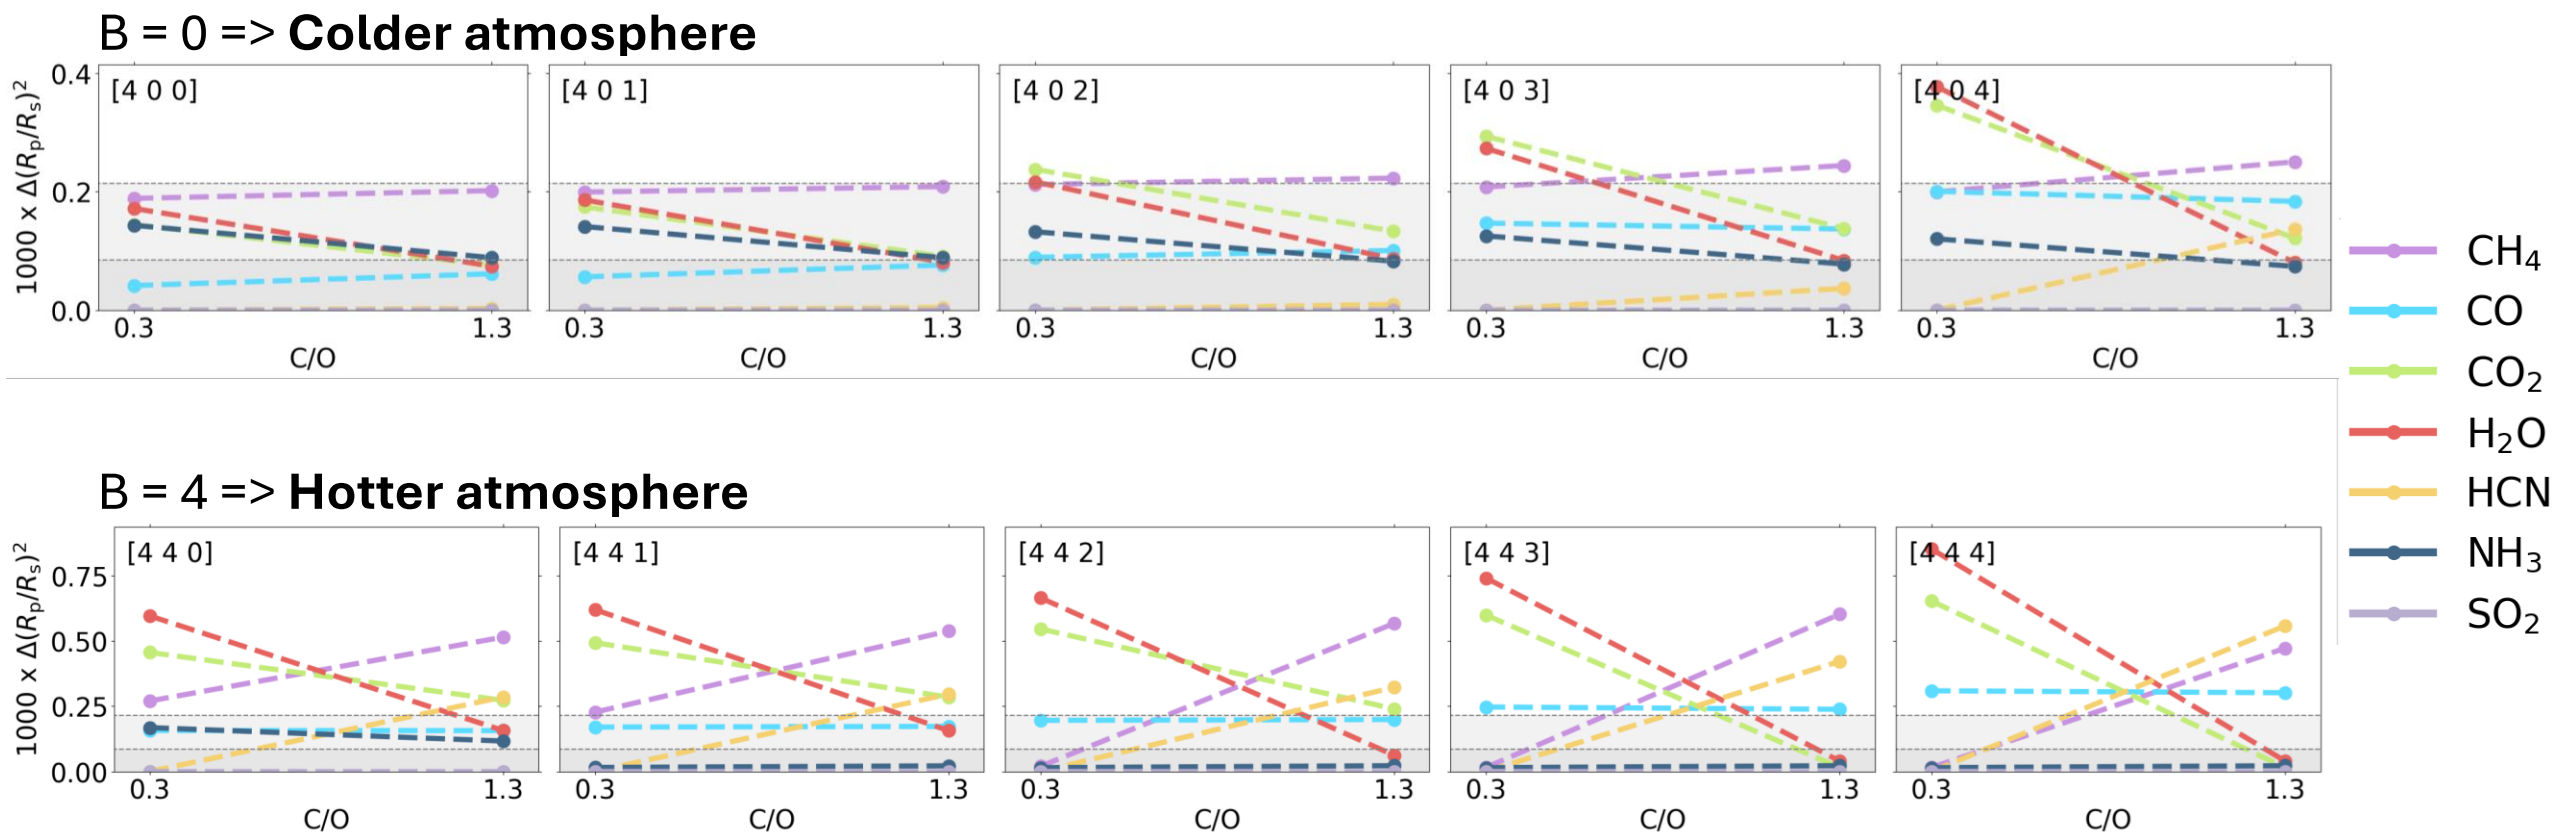 B = 0 => Colder atmosphere
1000 x Δ(Rp/Rs)²
0.4
0.2
0.0
[4 0 0]
[4 0 1]
[4 0 2]
[4 0 3]
[4 0 4]
0.3 1.3
0.3 1.3
0.3 1.3
0.3 1.3
0.3 1.3
C/O
C/O
C/O
C/O
C/O
B = 4 => Hotter atmosphere
1000 x Δ(Rp/Rs)²
0.75
0.50
0.25
0.00
[4 4 0]
[4 4 1]
[4 4 2]
[4 4 3]
[4 4 4]
0.3 1.3
0.3 1.3
0.3 1.3
0.3 1.3
0.3 1.3
C/O
C/O
C/O
C/O
C/O
CH₄
CO
CO₂
H₂O
HCN
NH₃
SO₂